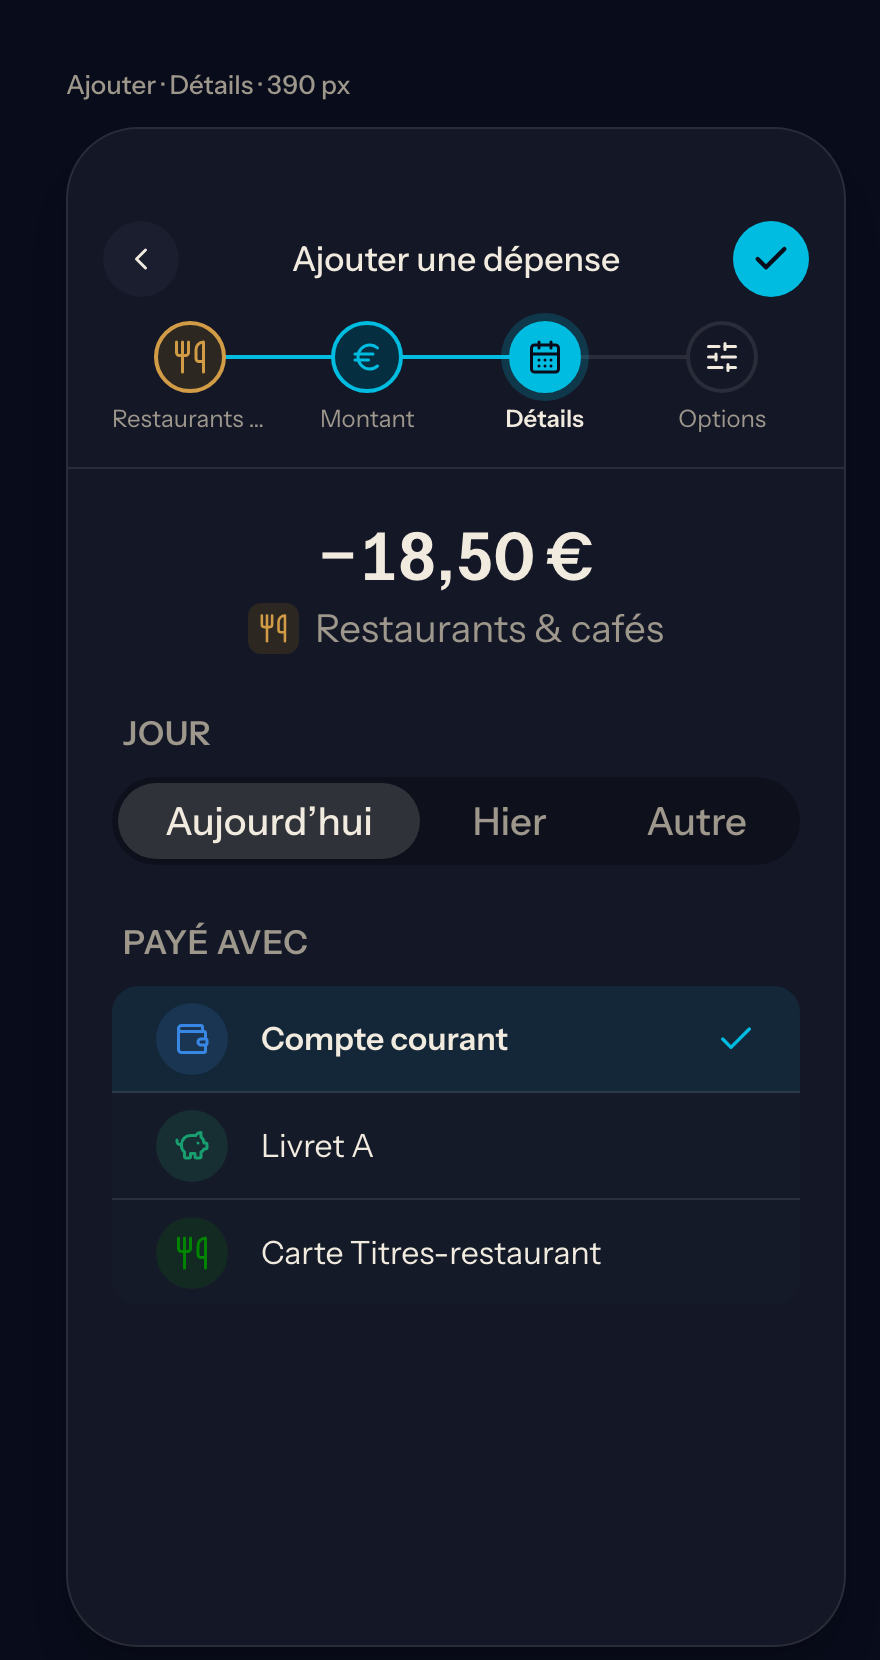 Ajouter · Détails · 390 px
Ajouter une dépense
Restaurants ...
Montant
Détails
Options
−18,50 €
Restaurants & cafés
JOUR
Aujourd’hui
Hier
Autre
PAYÉ AVEC
Compte courant
Livret A
Carte Titres-restaurant